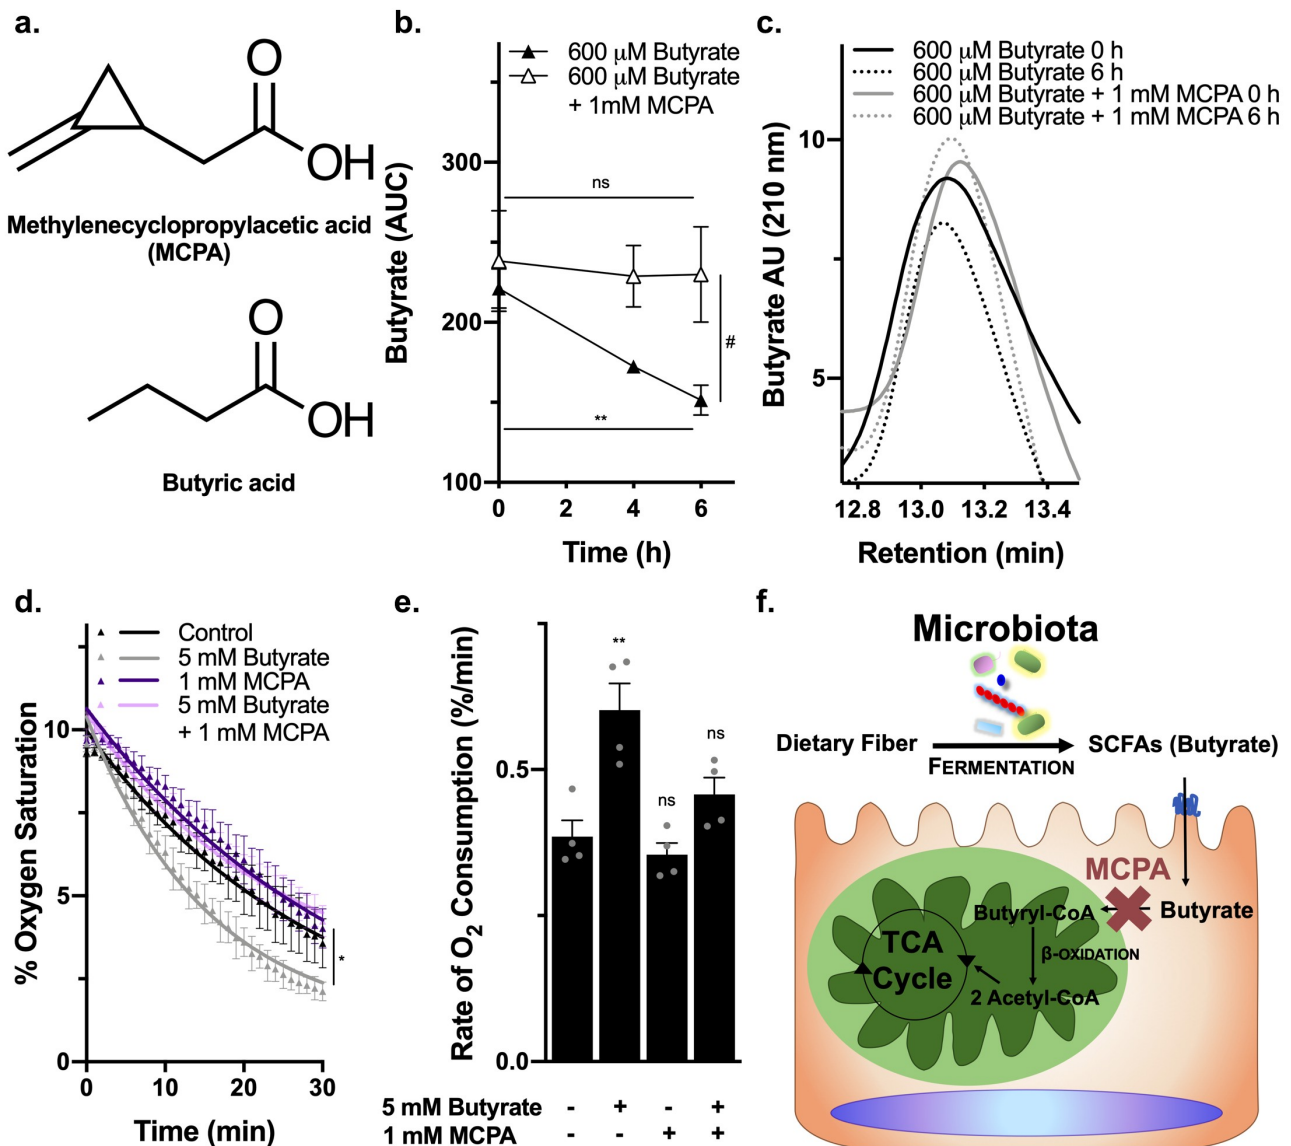 a.
OH
O
Methylenecyclopropylacetic acid
(MCPA)
O
OH
Butyric acid
b.
600 μM Butyrate
600 μM Butyrate
+ 1mM MCPA
Butyrate (AUC)
300
200
100
ns
#
**
0 2 4 6
Time (h)
c.
600 μM Butyrate 0 h
600 μM Butyrate 6 h
600 μM Butyrate + 1 mM MCPA 0 h
600 μM Butyrate + 1 mM MCPA 6 h
Butyrate AU (210 nm)
10
5
12.8 13.0 13.2 13.4
Retention (min)
d.
Control
5 mM Butyrate
1 mM MCPA
5 mM Butyrate
+ 1 mM MCPA
% Oxygen Saturation
10
5
0
*
0 10 20 30
Time (min)
e.
Rate of O2 Consumption (%/min)
0.5
0.0
**
ns
ns
5 mM Butyrate - + - +
1 mM MCPA - - + +
f.
Microbiota
Dietary Fiber
FERMENTATION
SCFAs (Butyrate)
MCPA
Butyryl-CoA
Butyrate
β-OXIDATION
TCA
Cycle
2 Acetyl-CoA